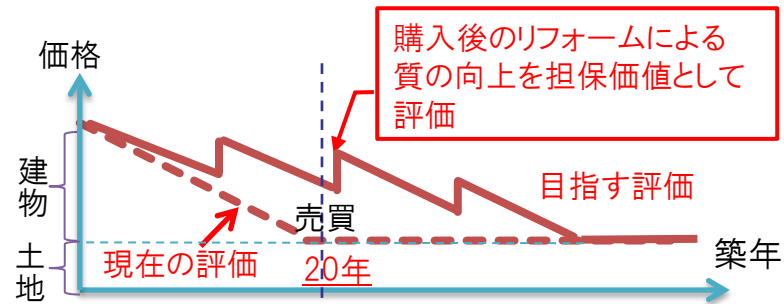 価格
購入後のリフォームによる
質の向上を担保価値として
評価
建物
目指す評価
売買
現在の評価
20年
築年
土地